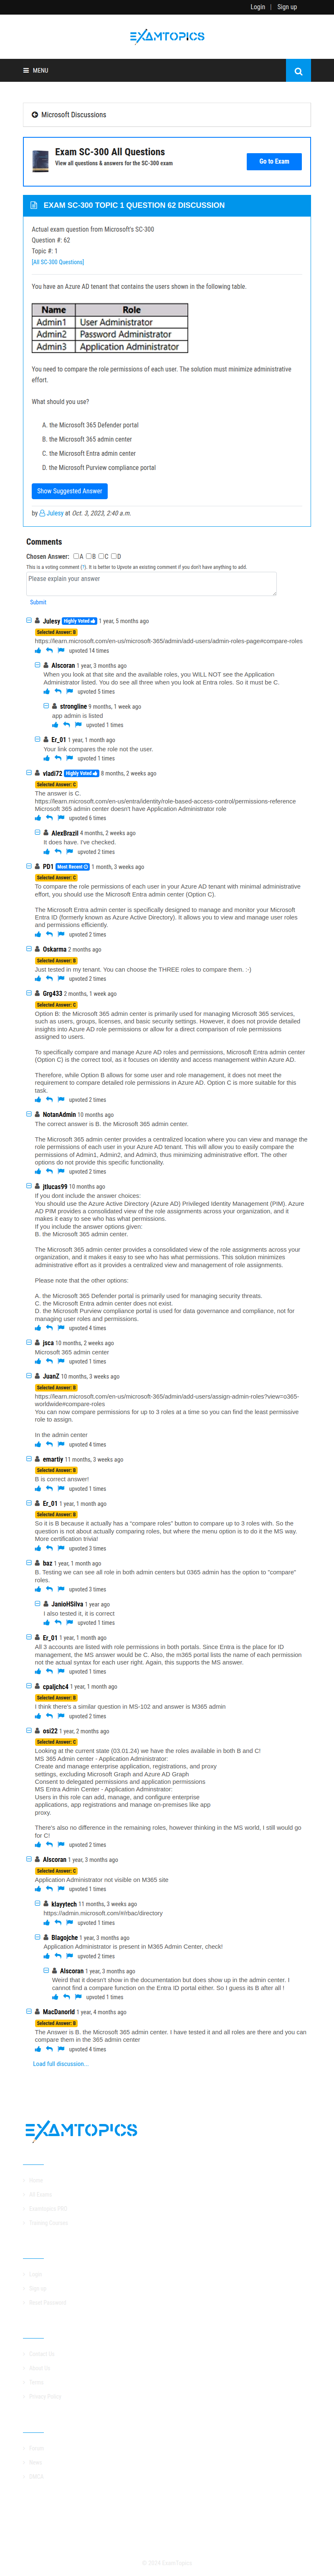 Login | Sign up
EXAMTOPICS
MENU
Microsoft Discussions
Exam SC-300 All Questions
View all questions & answers for the SC-300 exam
Go to Exam
EXAM SC-300 TOPIC 1 QUESTION 62 DISCUSSION
Actual exam question from Microsoft's SC-300
Question #: 62
Topic #: 1
[All SC-300 Questions]
You have an Azure AD tenant that contains the users shown in the following table.
Name Role
Admin1 User Administrator
Admin2 Password Administrator
Admin3 Application Administrator
You need to compare the role permissions of each user. The solution must minimize administrative
effort.
What should you use?
A. the Microsoft 365 Defender portal
B. the Microsoft 365 admin center
C. the Microsoft Entra admin center
D. the Microsoft Purview compliance portal
Show Suggested Answer
by Julesy at Oct. 3, 2023, 2:40 a.m.
Comments
Chosen Answer: A B C D
This is a voting comment (?). It is better to Upvote an existing comment if you don't have anything to add.
Please explain your answer
Submit
Julesy Highly Voted 1 year, 5 months ago
Selected Answer: B
https://learn.microsoft.com/en-us/microsoft-365/admin/add-users/admin-roles-page#compare-roles
upvoted 14 times
Alscoran 1 year, 3 months ago
When you look at that site and the available roles, you WILL NOT see the Application
Administrator listed. You do see all three when you look at Entra roles. So it must be C.
upvoted 5 times
strongline 9 months, 1 week ago
app admin is listed
upvoted 1 times
Er_01 1 year, 1 month ago
Your link compares the role not the user.
upvoted 1 times
vladi72 Highly Voted 8 months, 2 weeks ago
Selected Answer: C
The answer is C.
https://learn.microsoft.com/en-us/entra/identity/role-based-access-control/permissions-reference
Microsoft 365 admin center doesn't have Application Administrator role
upvoted 6 times
AlexBrazil 4 months, 2 weeks ago
It does have. I've checked.
upvoted 2 times
PD1 Most Recent 1 month, 3 weeks ago
Selected Answer: C
To compare the role permissions of each user in your Azure AD tenant with minimal administrative
effort, you should use the Microsoft Entra admin center (Option C).
The Microsoft Entra admin center is specifically designed to manage and monitor your Microsoft
Entra ID (formerly known as Azure Active Directory). It allows you to view and manage user roles
and permissions efficiently.
upvoted 2 times
Oskarma 2 months ago
Selected Answer: B
Just tested in my tenant. You can choose the THREE roles to compare them. :-)
upvoted 2 times
Grg433 2 months, 1 week ago
Selected Answer: C
Option B: the Microsoft 365 admin center is primarily used for managing Microsoft 365 services,
such as users, groups, licenses, and basic security settings. However, it does not provide detailed
insights into Azure AD role permissions or allow for a direct comparison of role permissions
assigned to users.
To specifically compare and manage Azure AD roles and permissions, Microsoft Entra admin center
(Option C) is the correct tool, as it focuses on identity and access management within Azure AD.
Therefore, while Option B allows for some user and role management, it does not meet the
requirement to compare detailed role permissions in Azure AD. Option C is more suitable for this
task.
upvoted 2 times
NotanAdmin 10 months ago
The correct answer is B. the Microsoft 365 admin center.
The Microsoft 365 admin center provides a centralized location where you can view and manage the
role permissions of each user in your Azure AD tenant. This will allow you to easily compare the
permissions of Admin1, Admin2, and Admin3, thus minimizing administrative effort. The other
options do not provide this specific functionality.
upvoted 2 times
jtlucas99 10 months ago
If you dont include the answer choices:
You should use the Azure Active Directory (Azure AD) Privileged Identity Management (PIM). Azure
AD PIM provides a consolidated view of the role assignments across your organization, and it
makes it easy to see who has what permissions.
If you include the answer options given:
B. the Microsoft 365 admin center.
The Microsoft 365 admin center provides a consolidated view of the role assignments across your
organization, and it makes it easy to see who has what permissions. This solution minimizes
administrative effort as it provides a centralized view and management of role assignments.
Please note that the other options:
A. the Microsoft 365 Defender portal is primarily used for managing security threats.
C. the Microsoft Entra admin center does not exist.
D. the Microsoft Purview compliance portal is used for data governance and compliance, not for
managing user roles and permissions.
upvoted 4 times
jsca 10 months, 2 weeks ago
Microsoft 365 admin center
upvoted 1 times
JuanZ 10 months, 3 weeks ago
Selected Answer: B
https://learn.microsoft.com/en-us/microsoft-365/admin/add-users/assign-admin-roles?view=o365-
worldwide#compare-roles
You can now compare permissions for up to 3 roles at a time so you can find the least permissive
role to assign.
In the admin center
upvoted 4 times
emartiy 11 months, 3 weeks ago
Selected Answer: B
B is correct answer!
upvoted 1 times
Er_01 1 year, 1 month ago
Selected Answer: B
So it is B because it actually has a "compare roles" button to compare up to 3 roles with. So the
question is not about actually comparing roles, but where the menu option is to do it the MS way.
More certification trivia!
upvoted 3 times
baz 1 year, 1 month ago
B. Testing we can see all role in both admin centers but 0365 admin has the option to "compare"
roles.
upvoted 3 times
JanioHSilva 1 year ago
I also tested it, it is correct
upvoted 1 times
Er_01 1 year, 1 month ago
All 3 accounts are listed with role permissions in both portals. Since Entra is the place for ID
management, the MS answer would be C. Also, the m365 portal lists the name of each permission
not the actual syntax for each user right. Again, this supports the MS answer.
upvoted 1 times
cpaljchc4 1 year, 1 month ago
Selected Answer: B
I think there's a similar question in MS-102 and answer is M365 admin
upvoted 2 times
osi22 1 year, 2 months ago
Selected Answer: C
Looking at the current state (03.01.24) we have the roles available in both B and C!
MS 365 Admin center - Application Administrator:
Create and manage enterprise application, registrations, and proxy
settings, excluding Microsoft Graph and Azure AD Graph
Consent to delegated permissions and application permissions
MS Entra Admin Center - Application Administrator:
Users in this role can add, manage, and configure enterprise
applications, app registrations and manage on-premises like app
proxy.
There's also no difference in the remaining roles, however thinking in the MS world, I still would go
for C!
upvoted 2 times
Alscoran 1 year, 3 months ago
Selected Answer: C
Application Administrator not visible on M365 site
upvoted 1 times
klayytech 11 months, 3 weeks ago
https://admin.microsoft.com/#/rbac/directory
upvoted 1 times
Blagojche 1 year, 3 months ago
Application Administrator is present in M365 Admin Center, check!
upvoted 2 times
Alscoran 1 year, 3 months ago
Weird that it doesn't show in the documentation but does show up in the admin center. I
cannot find a compare function on the Entra ID portal either. So I guess its B after all !
upvoted 1 times
MacDanorld 1 year, 4 months ago
Selected Answer: B
The Answer is B. the Microsoft 365 admin center. I have tested it and all roles are there and you can
compare them in the 365 admin center
upvoted 4 times
Load full discussion...
EXAMTOPICS
Home
All Exams
Examtopics PRO
Training Courses
Login
Sign up
Reset Password
Contact Us
About Us
Terms
Privacy Policy
Forum
News
DMCA
© 2024 ExamTopics